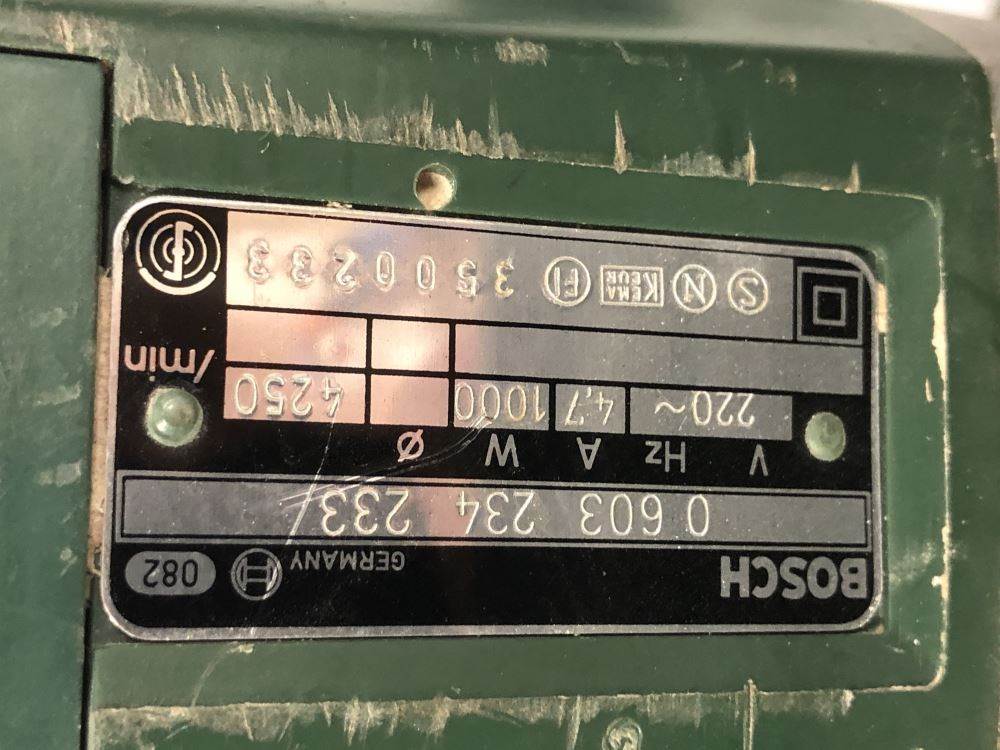 BOSCH GERMANY 082
0 603 234 233
V Hz A W Ø
220~ 4,7 1000 4250 /min
S N KEMA KEUR FI 3500233